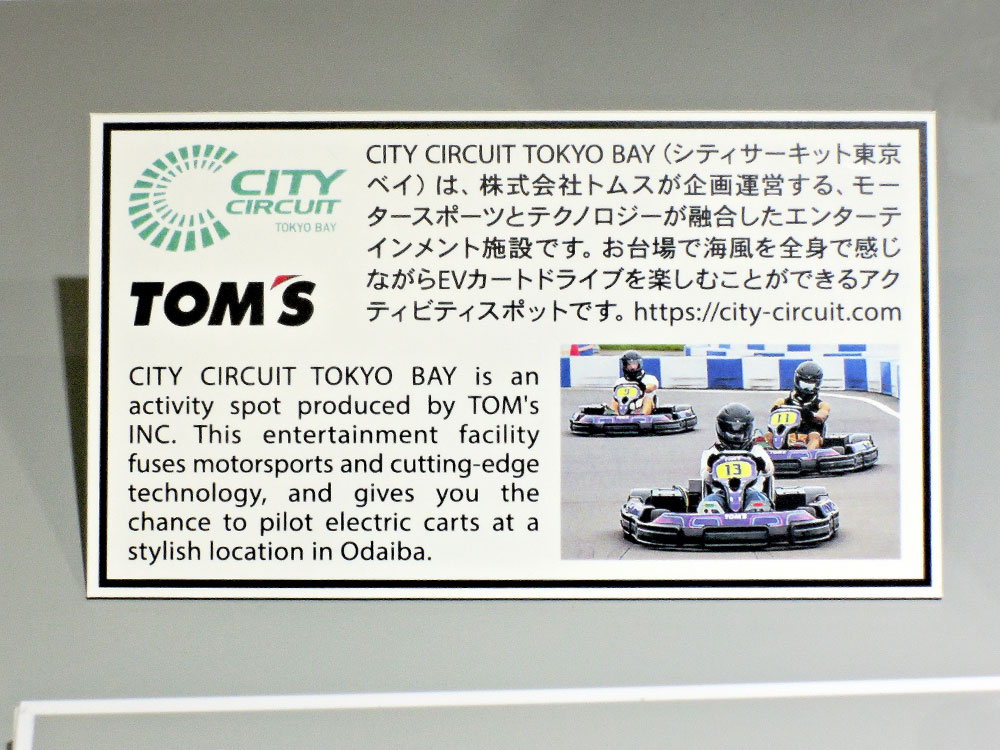 CITY
CIRCUIT
TOKYO BAY
TOM'S
CITY CIRCUIT TOKYO BAY（シティサーキット東京
ベイ）は、株式会社トムスが企画運営する、モー
タースポーツとテクノロジーが融合したエンターテ
インメント施設です。お台場で海風を全身で感じ
ながらEVカートドライブを楽しむことができるアク
ティビティスポットです。https://city-circuit.com
CITY CIRCUIT TOKYO BAY is an
activity spot produced by TOM's
INC. This entertainment facility
fuses motorsports and cutting-edge
technology, and gives you the
chance to pilot electric carts at a
stylish location in Odaiba.
9
11
13
TOM'S